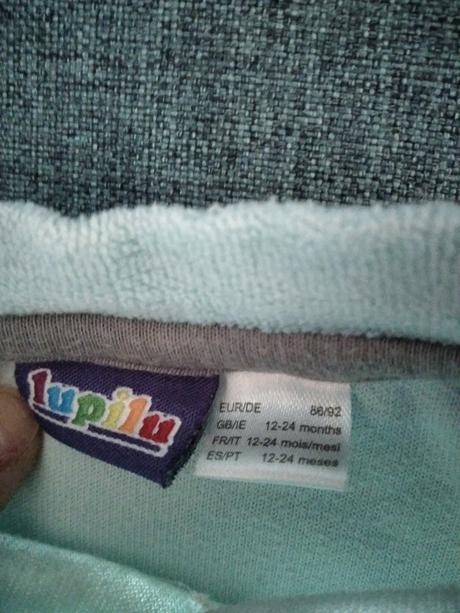 lupilu
EUR/DE 86/92
GB/IE 12-24 months
FR/IT 12-24 mois/mesi
ES/PT 12-24 meses